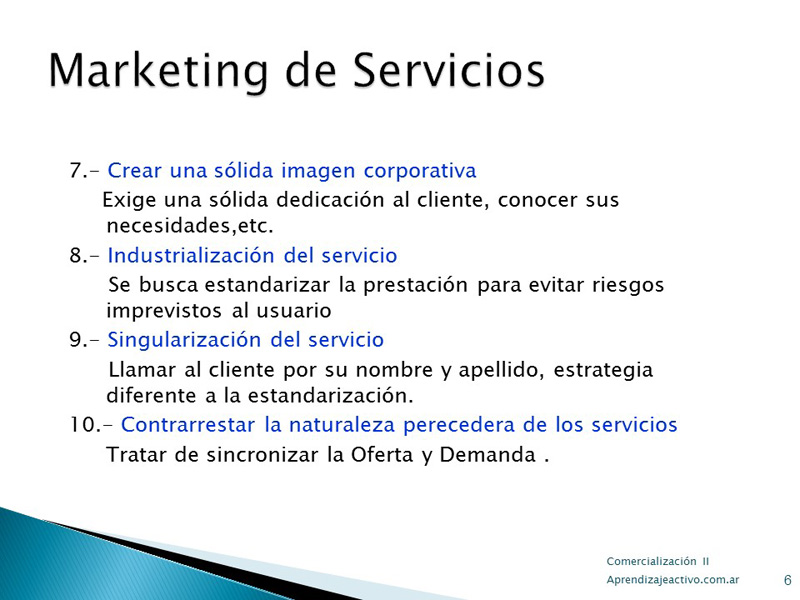 Marketing de Servicios
7.- Crear una sólida imagen corporativa
Exige una sólida dedicación al cliente, conocer sus
necesidades,etc.
8.- Industrialización del servicio
Se busca estandarizar la prestación para evitar riesgos
imprevistos al usuario
9.- Singularización del servicio
Llamar al cliente por su nombre y apellido, estrategia
diferente a la estandarización.
10.- Contrarrestar la naturaleza perecedera de los servicios
Tratar de sincronizar la Oferta y Demanda .
Comercialización II
Aprendizajeactivo.com.ar
6